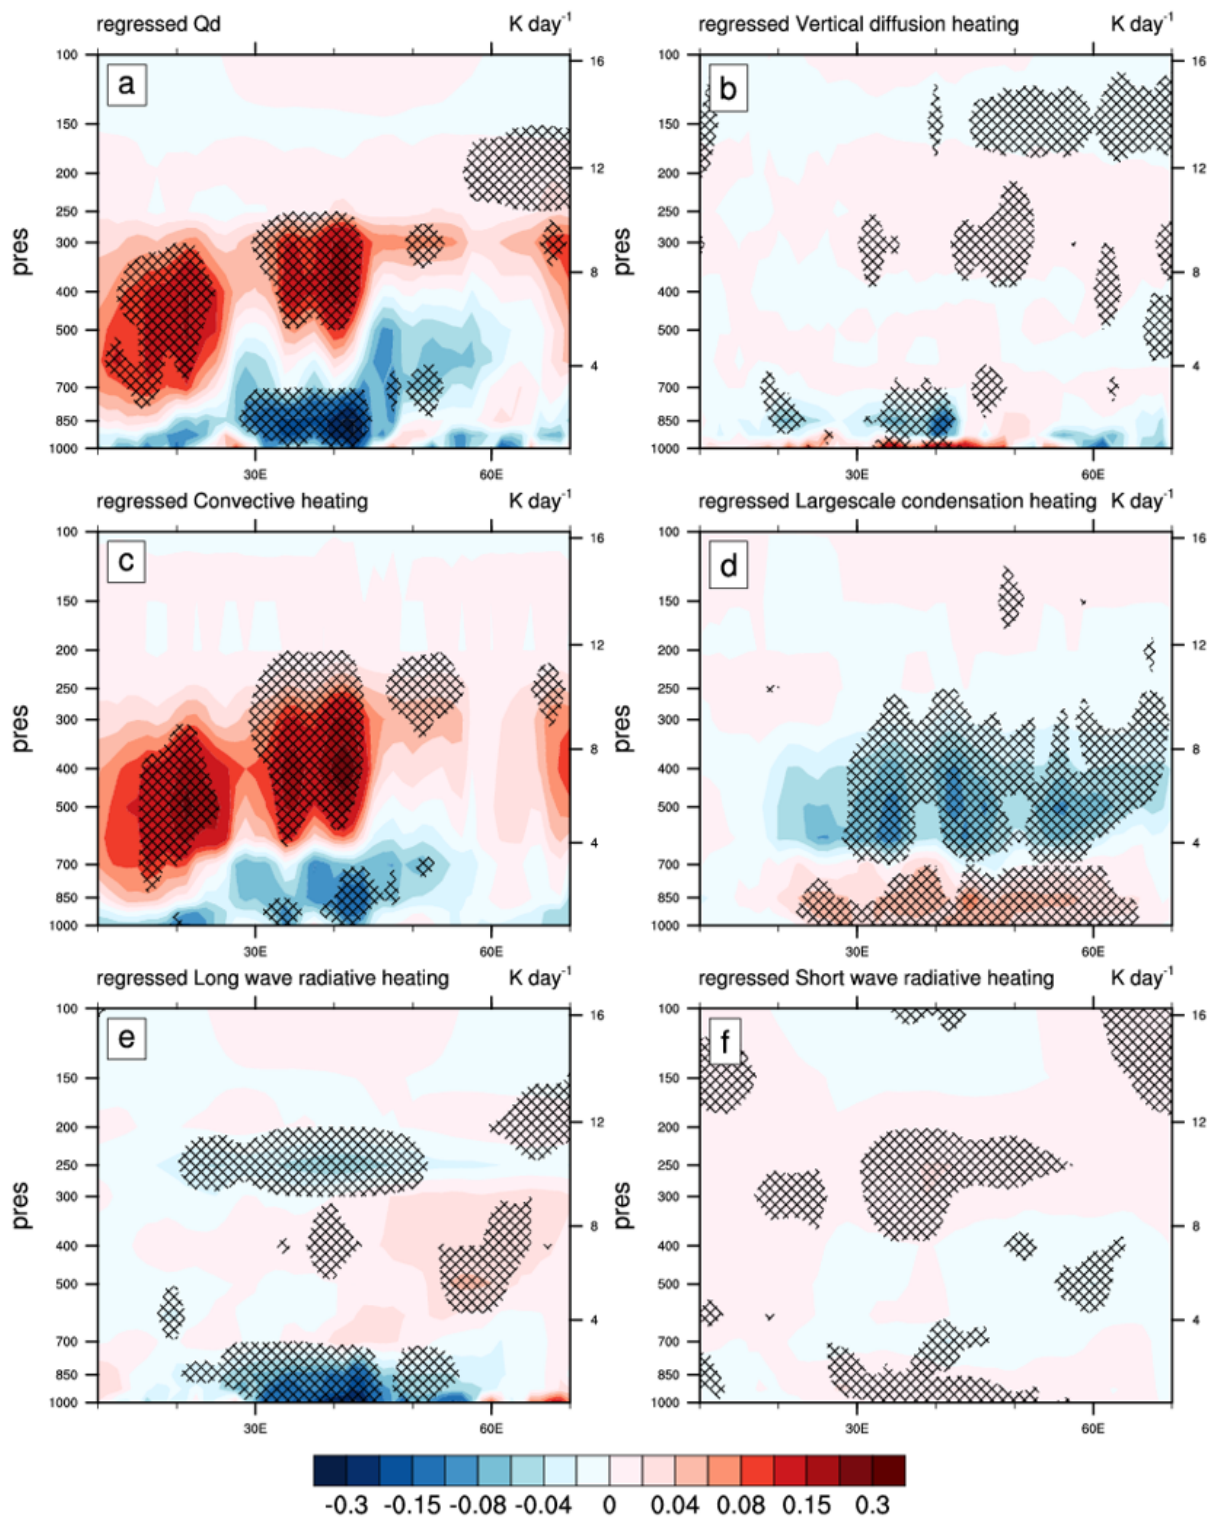 regressed Qd K day-1
regressed Vertical diffusion heating K day-1
a
b
100 150 200 250 300 400 500 700 850 1000
16 12 8 4
pres
30E 60E
100 150 200 250 300 400 500 700 850 1000
16 12 8 4
pres
30E 60E
regressed Convective heating K day-1
regressed Largescale condensation heating K day-1
c
d
100 150 200 250 300 400 500 700 850 1000
16 12 8 4
pres
30E 60E
100 150 200 250 300 400 500 700 850 1000
16 12 8 4
pres
30E 60E
regressed Long wave radiative heating K day-1
regressed Short wave radiative heating K day-1
e
f
100 150 200 250 300 400 500 700 850 1000
16 12 8 4
pres
30E 60E
100 150 200 250 300 400 500 700 850 1000
16 12 8 4
pres
30E 60E
-0.3 -0.15 -0.08 -0.04 0 0.04 0.08 0.15 0.3